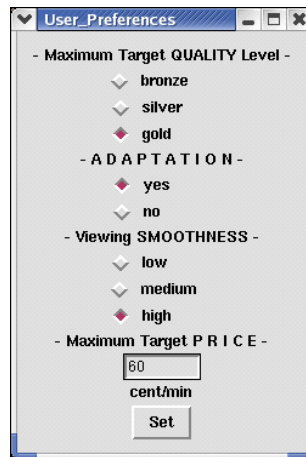 User_Preferences
- Maximum Target QUALITY Level -
bronze
silver
gold
- A D A P T A T I O N -
yes
no
- Viewing SMOOTHNESS -
low
medium
high
- Maximum Target P R I C E -
60
cent/min
Set